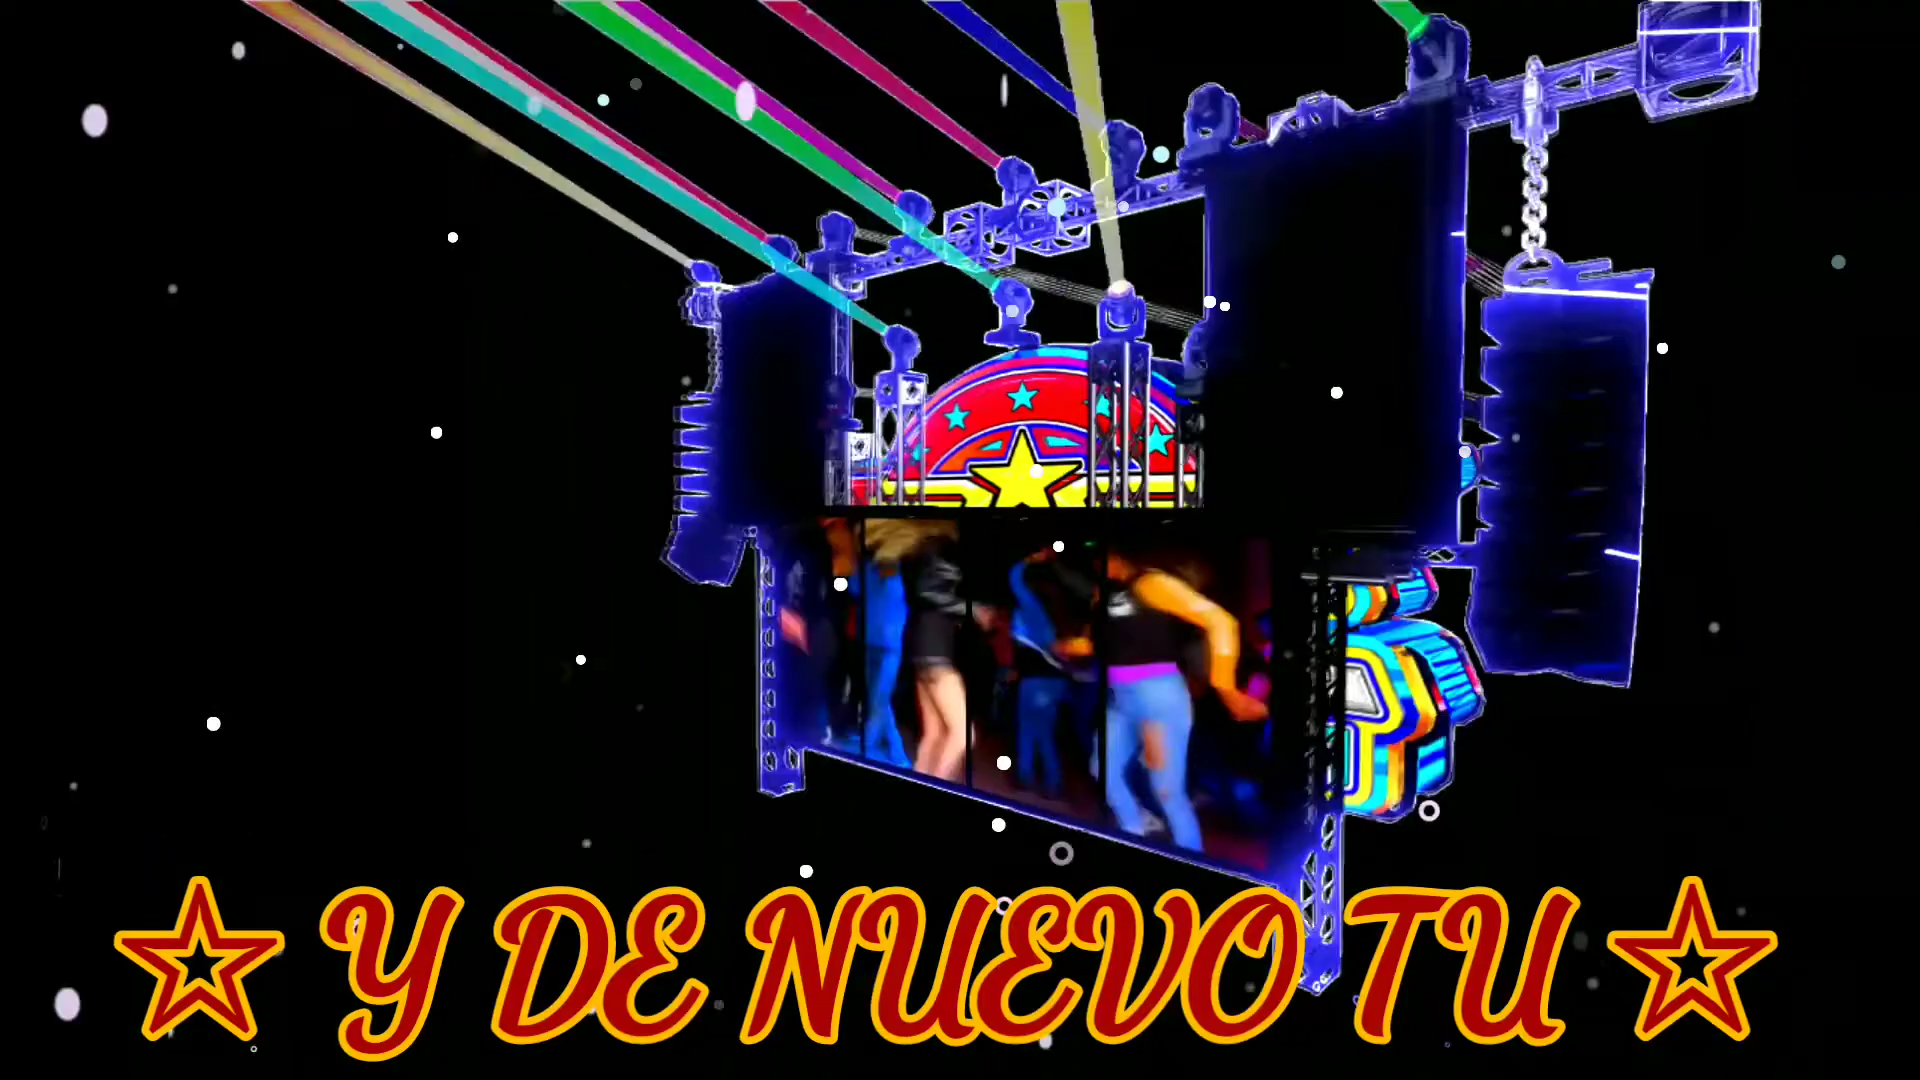 ☆ Y DE NUEVO TU ☆